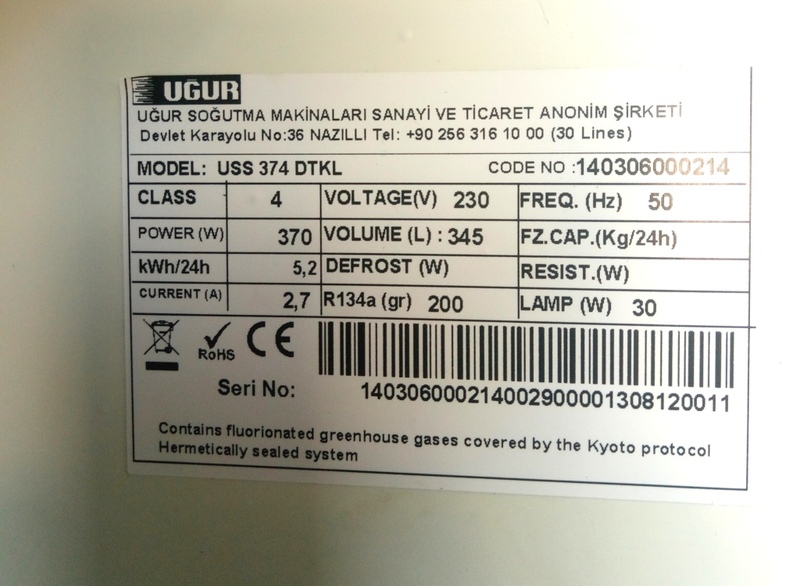 UĞUR
UĞUR SOĞUTMA MAKİNALARI SANAYİ VE TİCARET ANONİM ŞİRKETİ
Devlet Karayolu No:36 NAZILLI Tel: +90 256 316 10 00 (30 Lines)
MODEL: USS 374 DTKL CODE NO :140306000214
CLASS 4 VOLTAGE(V) 230 FREQ. (Hz) 50
POWER (W) 370 VOLUME (L) : 345 FZ.CAP.(Kg/24h)
kWh/24h 5,2 DEFROST (W) RESIST.(W)
CURRENT (A) 2,7 R134a (gr) 200 LAMP (W) 30
RoHS CE
Seri No: 140306000214002900001308120011
Contains fluorionated greenhouse gases covered by the Kyoto protocol
Hermetically sealed system